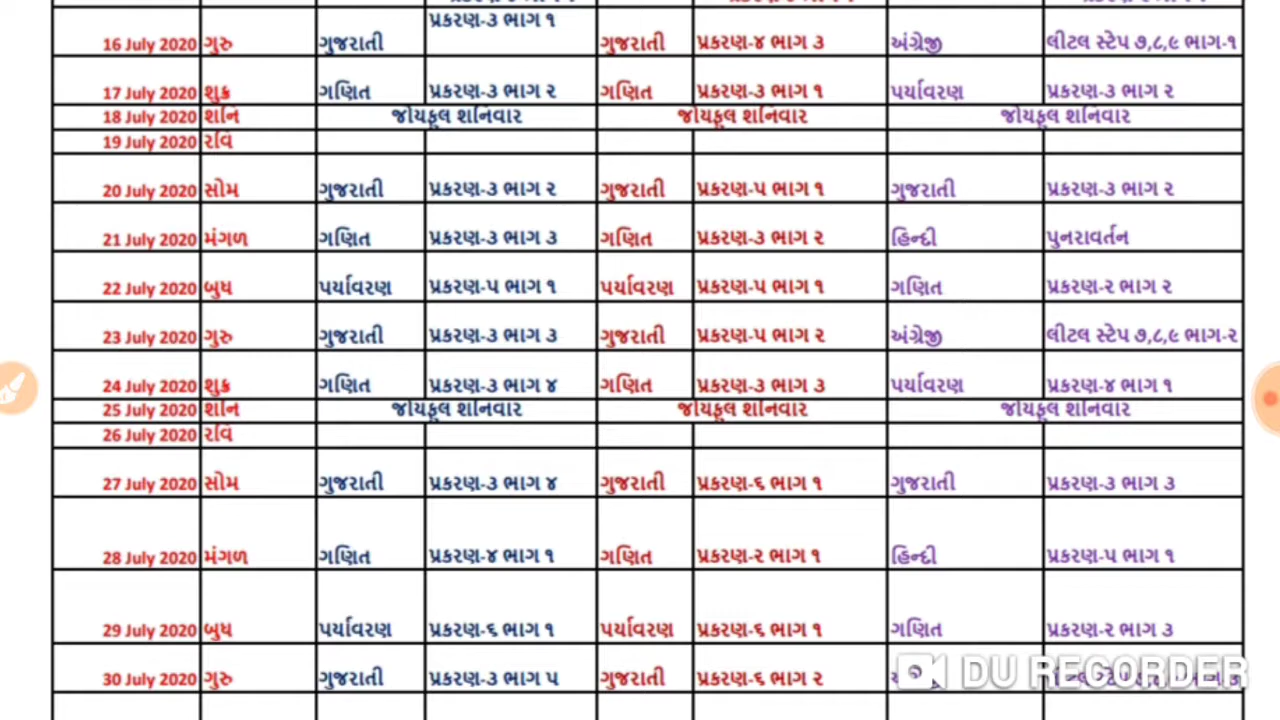 પ્રકરણ-૩ ભાગ ૧
16 July 2020 ગુરુ ગુજરાતી ગુજરાતી પ્રકરણ-૪ ભાગ ૩ અંગ્રેજી લીટલ સ્ટેપ ૭,૮,૯ ભાગ-૧
17 July 2020 શુક્ર ગણિત પ્રકરણ-૩ ભાગ ૨ ગણિત પ્રકરણ-૩ ભાગ ૧ પર્યાવરણ પ્રકરણ-૩ ભાગ ૨
18 July 2020 શનિ જોયફૂલ શનિવાર જોયફૂલ શનિવાર જોયફૂલ શનિવાર
19 July 2020 રવિ
20 July 2020 સોમ ગુજરાતી પ્રકરણ-૩ ભાગ ૨ ગુજરાતી પ્રકરણ-૫ ભાગ ૧ ગુજરાતી પ્રકરણ-૩ ભાગ ૨
21 July 2020 મંગળ ગણિત પ્રકરણ-૩ ભાગ ૩ ગણિત પ્રકરણ-૩ ભાગ ૨ હિન્દી પુનરાવર્તન
22 July 2020 બુધ પર્યાવરણ પ્રકરણ-૫ ભાગ ૧ પર્યાવરણ પ્રકરણ-૫ ભાગ ૧ ગણિત પ્રકરણ-૨ ભાગ ૨
23 July 2020 ગુરુ ગુજરાતી પ્રકરણ-૩ ભાગ ૩ ગુજરાતી પ્રકરણ-૫ ભાગ ૨ અંગ્રેજી લીટલ સ્ટેપ ૭,૮,૯ ભાગ-૨
24 July 2020 શુક્ર ગણિત પ્રકરણ-૩ ભાગ ૪ ગણિત પ્રકરણ-૩ ભાગ ૩ પર્યાવરણ પ્રકરણ-૪ ભાગ ૧
25 July 2020 શનિ જોયફૂલ શનિવાર જોયફૂલ શનિવાર જોયફૂલ શનિવાર
26 July 2020 રવિ
27 July 2020 સોમ ગુજરાતી પ્રકરણ-૩ ભાગ ૪ ગુજરાતી પ્રકરણ-૬ ભાગ ૧ ગુજરાતી પ્રકરણ-૩ ભાગ ૩
28 July 2020 મંગળ ગણિત પ્રકરણ-૪ ભાગ ૧ ગણિત પ્રકરણ-૨ ભાગ ૧ હિન્દી પ્રકરણ-૫ ભાગ ૧
29 July 2020 બુધ પર્યાવરણ પ્રકરણ-૬ ભાગ ૧ પર્યાવરણ પ્રકરણ-૬ ભાગ ૧ ગણિત પ્રકરણ-૨ ભાગ ૩
30 July 2020 ગુરુ ગુજરાતી પ્રકરણ-૩ ભાગ ૫ ગુજરાતી પ્રકરણ-૬ ભાગ ૨
DU RECORDER